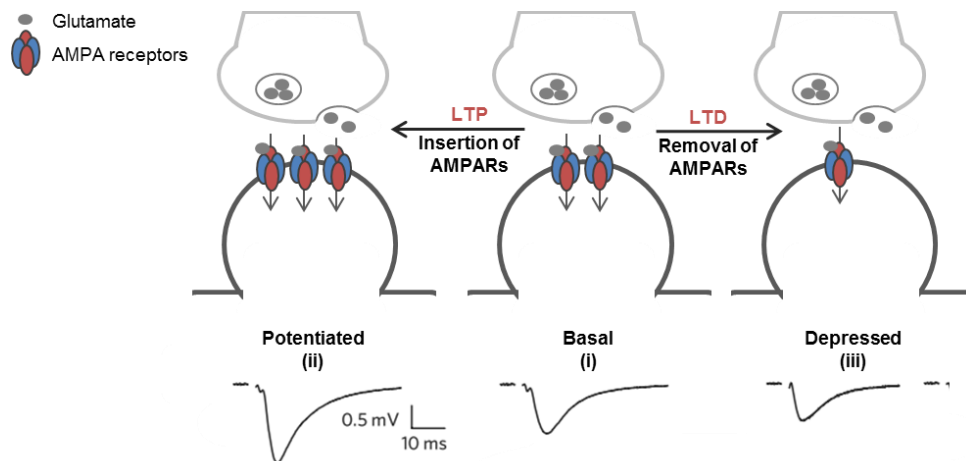 Glutamate
AMPA receptors
LTP
Insertion of
AMPARs
LTD
Removal of
AMPARs
Potentiated
(ii)
Basal
(i)
Depressed
(iii)
0.5 mV
10 ms